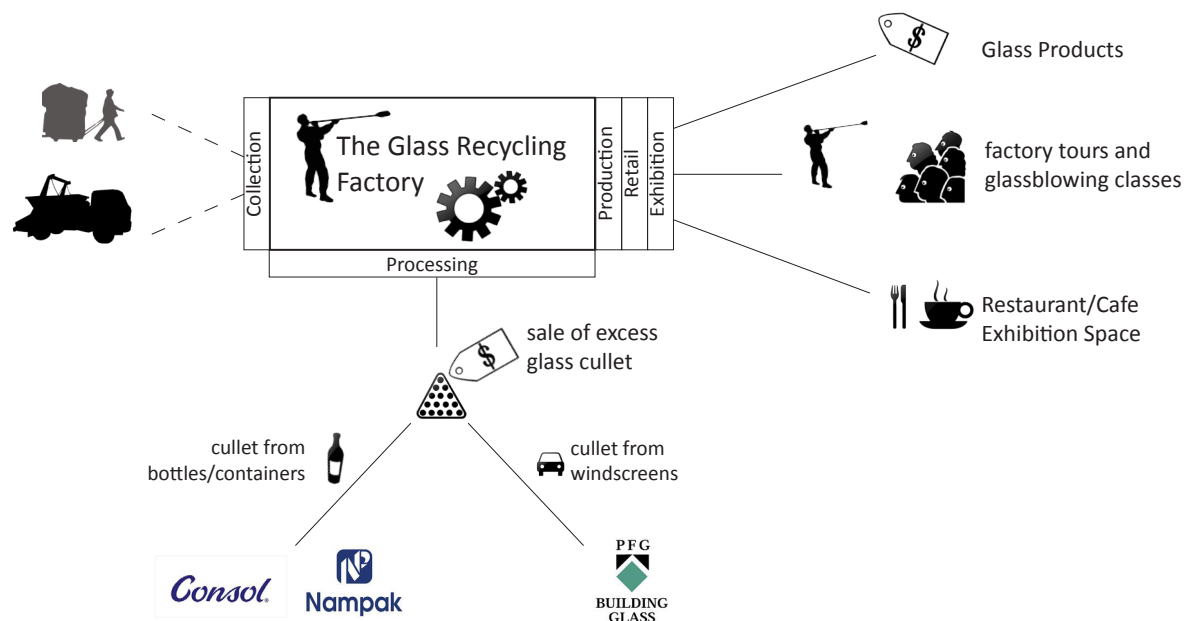 $
Glass Products
Collection
The Glass Recycling
Factory
Production
Retail
Exhibition
factory tours and
glassblowing classes
Processing
Restaurant/Cafe
Exhibition Space
$
sale of excess
glass cullet
cullet from
bottles/containers
cullet from
windscreens
Consol®
Nampak
PFG
BUILDING
GLASS